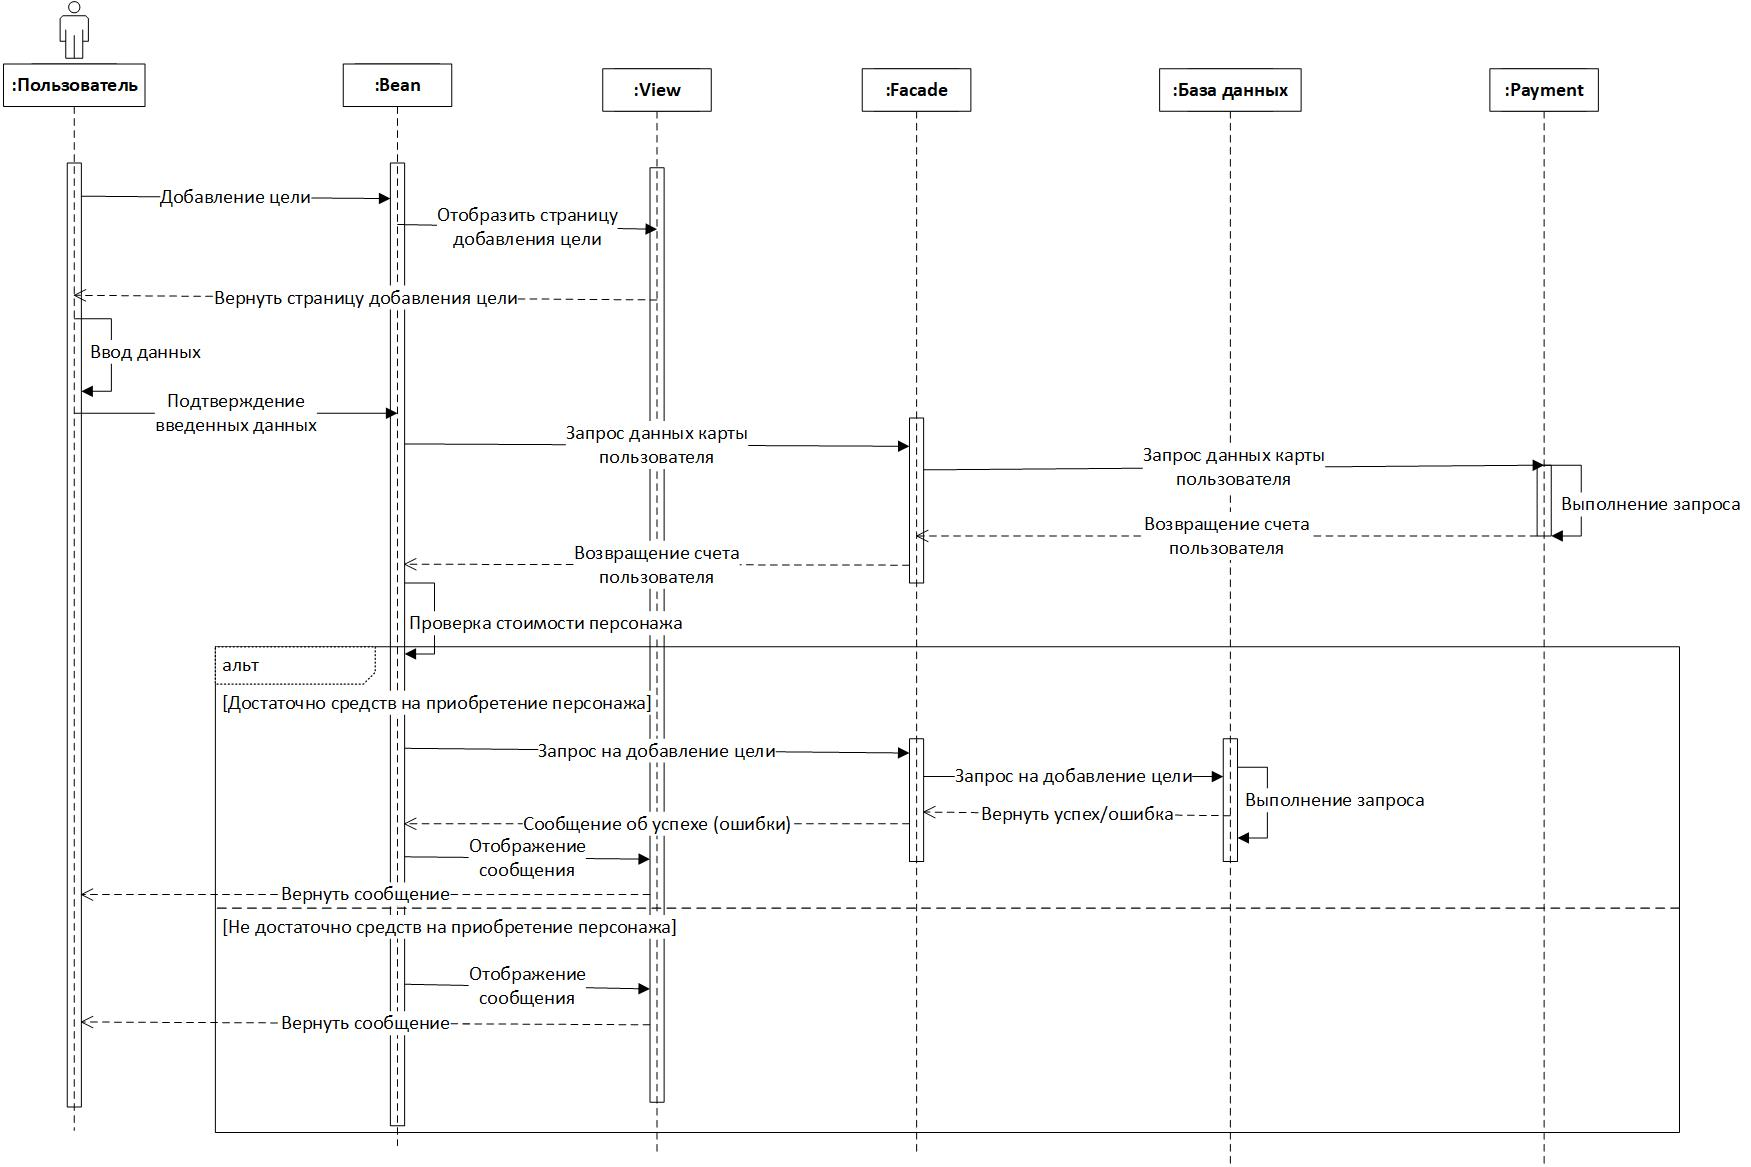 :Пользователь
:Bean
:View
:Facade
:База данных
:Payment
Добавление цели
Отобразить страницу
добавления цели
Вернуть страницу добавления цели
Ввод данных
Подтверждение
введенных данных
Запрос данных карты
пользователя
Запрос данных карты
пользователя
Выполнение запроса
Возвращение счета
пользователя
Возвращение счета
пользователя
Проверка стоимости персонажа
альт
[Достаточно средств на приобретение персонажа]
Запрос на добавление цели
Запрос на добавление цели
Выполнение запроса
Вернуть успех/ошибка
Сообщение об успехе (ошибки)
Отображение
сообщения
Вернуть сообщение
[Не достаточно средств на приобретение персонажа]
Отображение
сообщения
Вернуть сообщение